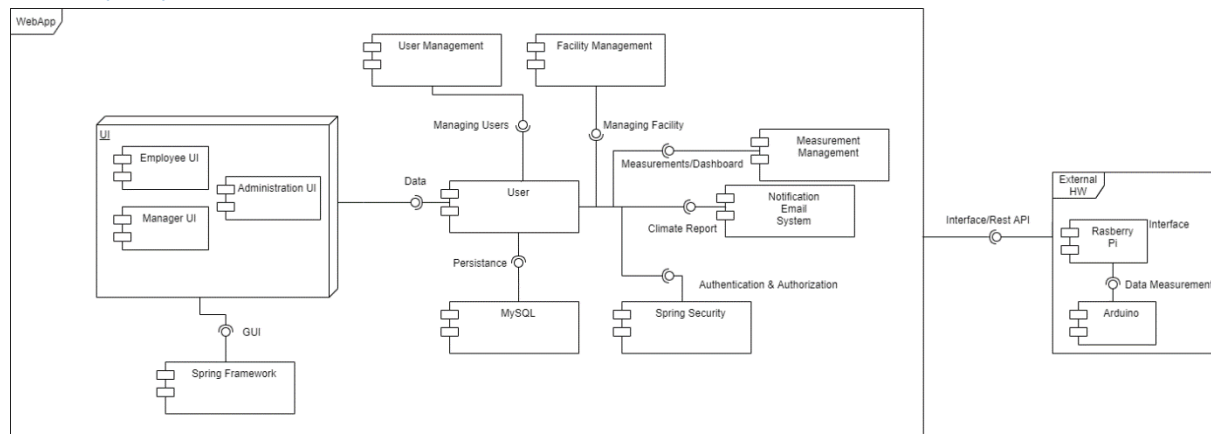 WebApp
User Management
Facility Management
Managing Users
Managing Facility
UI
Employee UI
Administration UI
Manager UI
Data
User
Measurements/Dashboard
Measurement
Management
Notification
Email
System
Climate Report
Persistance
Authentication & Authorization
MySQL
Spring Security
GUI
Spring Framework
Interface/Rest API
External
HW
Rasberry
Pi
Interface
Data Measurement
Arduino